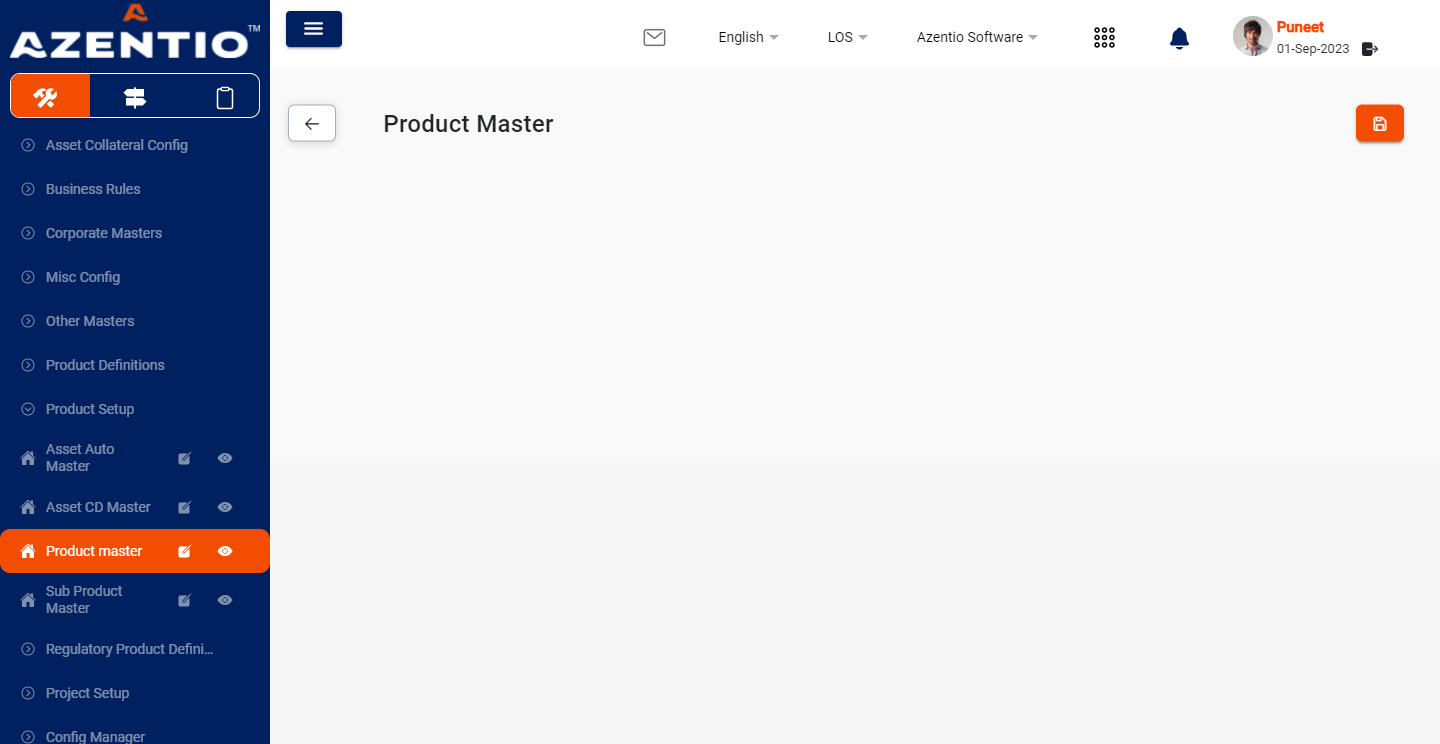 AZENTIO™
English
LOS
Azentio Software
Puneet
01-Sep-2023
Product Master
Asset Collateral Config
Business Rules
Corporate Masters
Misc Config
Other Masters
Product Definitions
Product Setup
Asset Auto
Master
Asset CD Master
Product master
Sub Product
Master
Regulatory Product Defini...
Project Setup
Config Manager